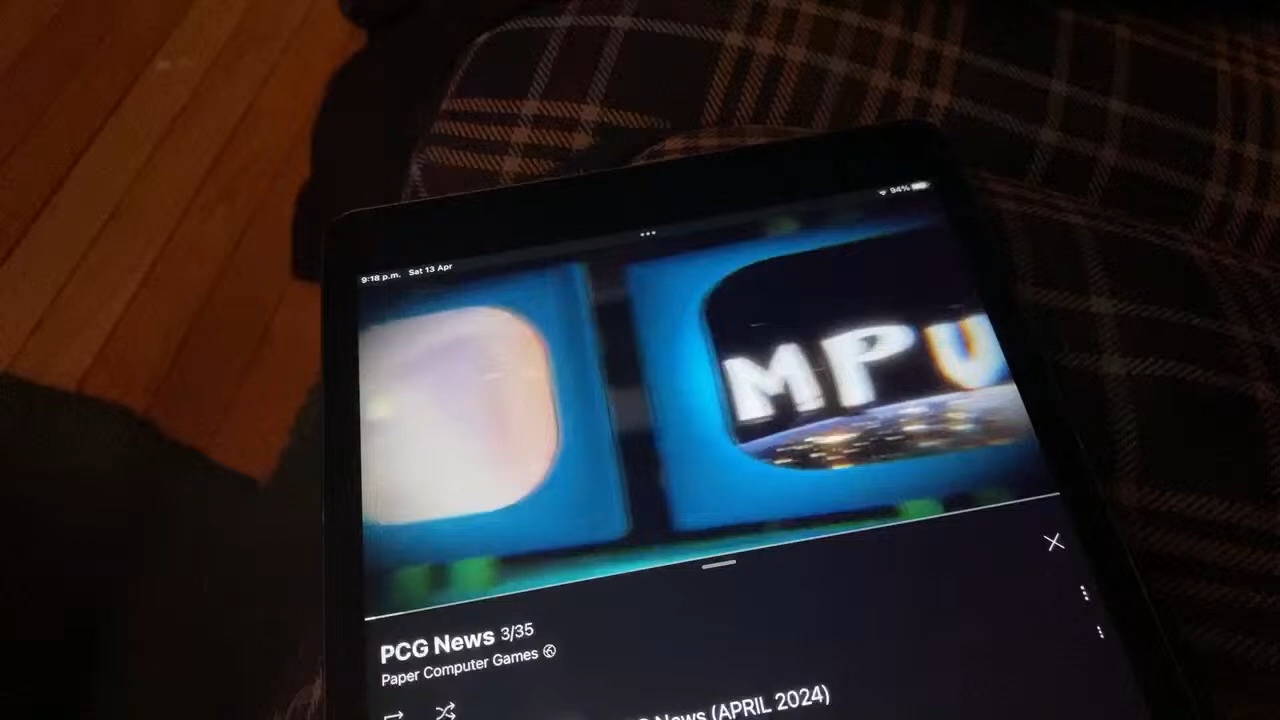 94%
9:18 p.m. Sat 13 Apr
MPU
PCG News 3/35
Paper Computer Games
News (APRIL 2024)